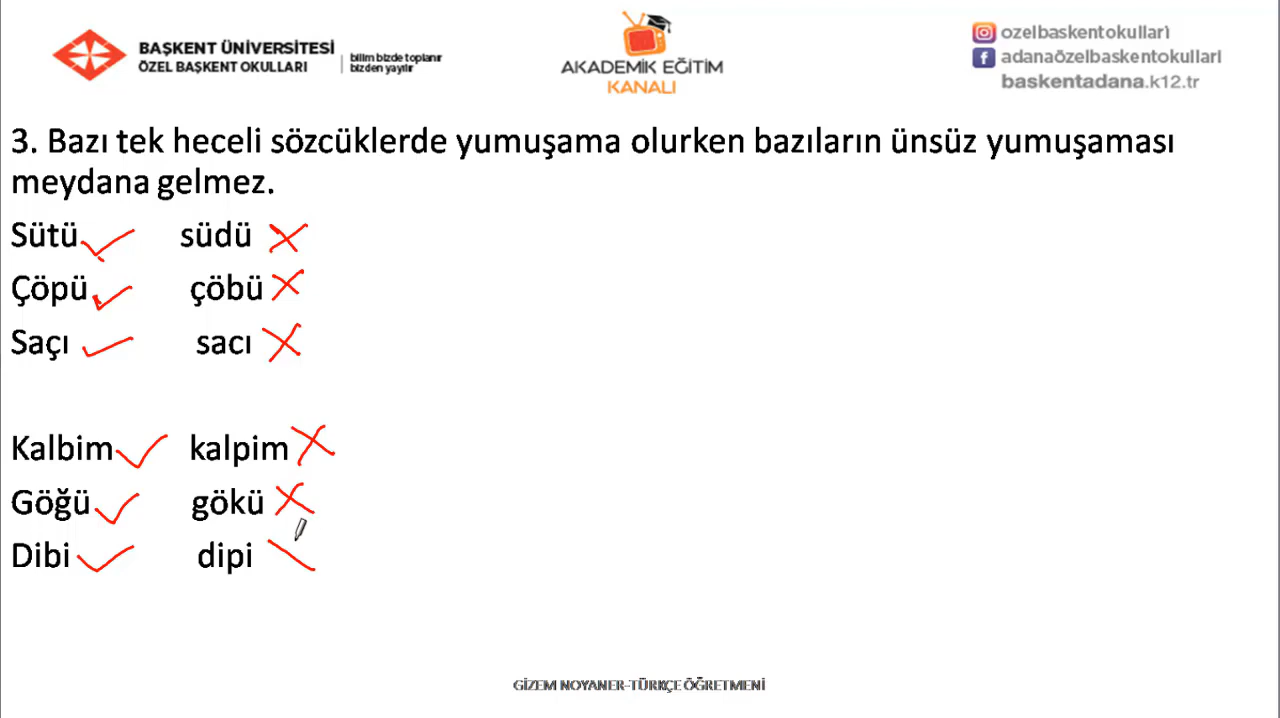 BAŞKENT ÜNİVERSİTESİ
ÖZEL BAŞKENT OKULLARI
bilim bizde toplanır
bizden yayılır
AKADEMİK EĞİTİM
KANALI
ozelbaskentokullarì
adanaözelbaskentokullari
baskentadana.k12.tr
3. Bazı tek heceli sözcüklerde yumuşama olurken bazıların ünsüz yumuşaması
meydana gelmez.
Sütü südü
Çöpü çöbü
Saçı sacı
Kalbim kalpim
Göğü gökü
Dibi dipi
GİZEM NOYANER-TÜRKÇE ÖĞRETMENİ